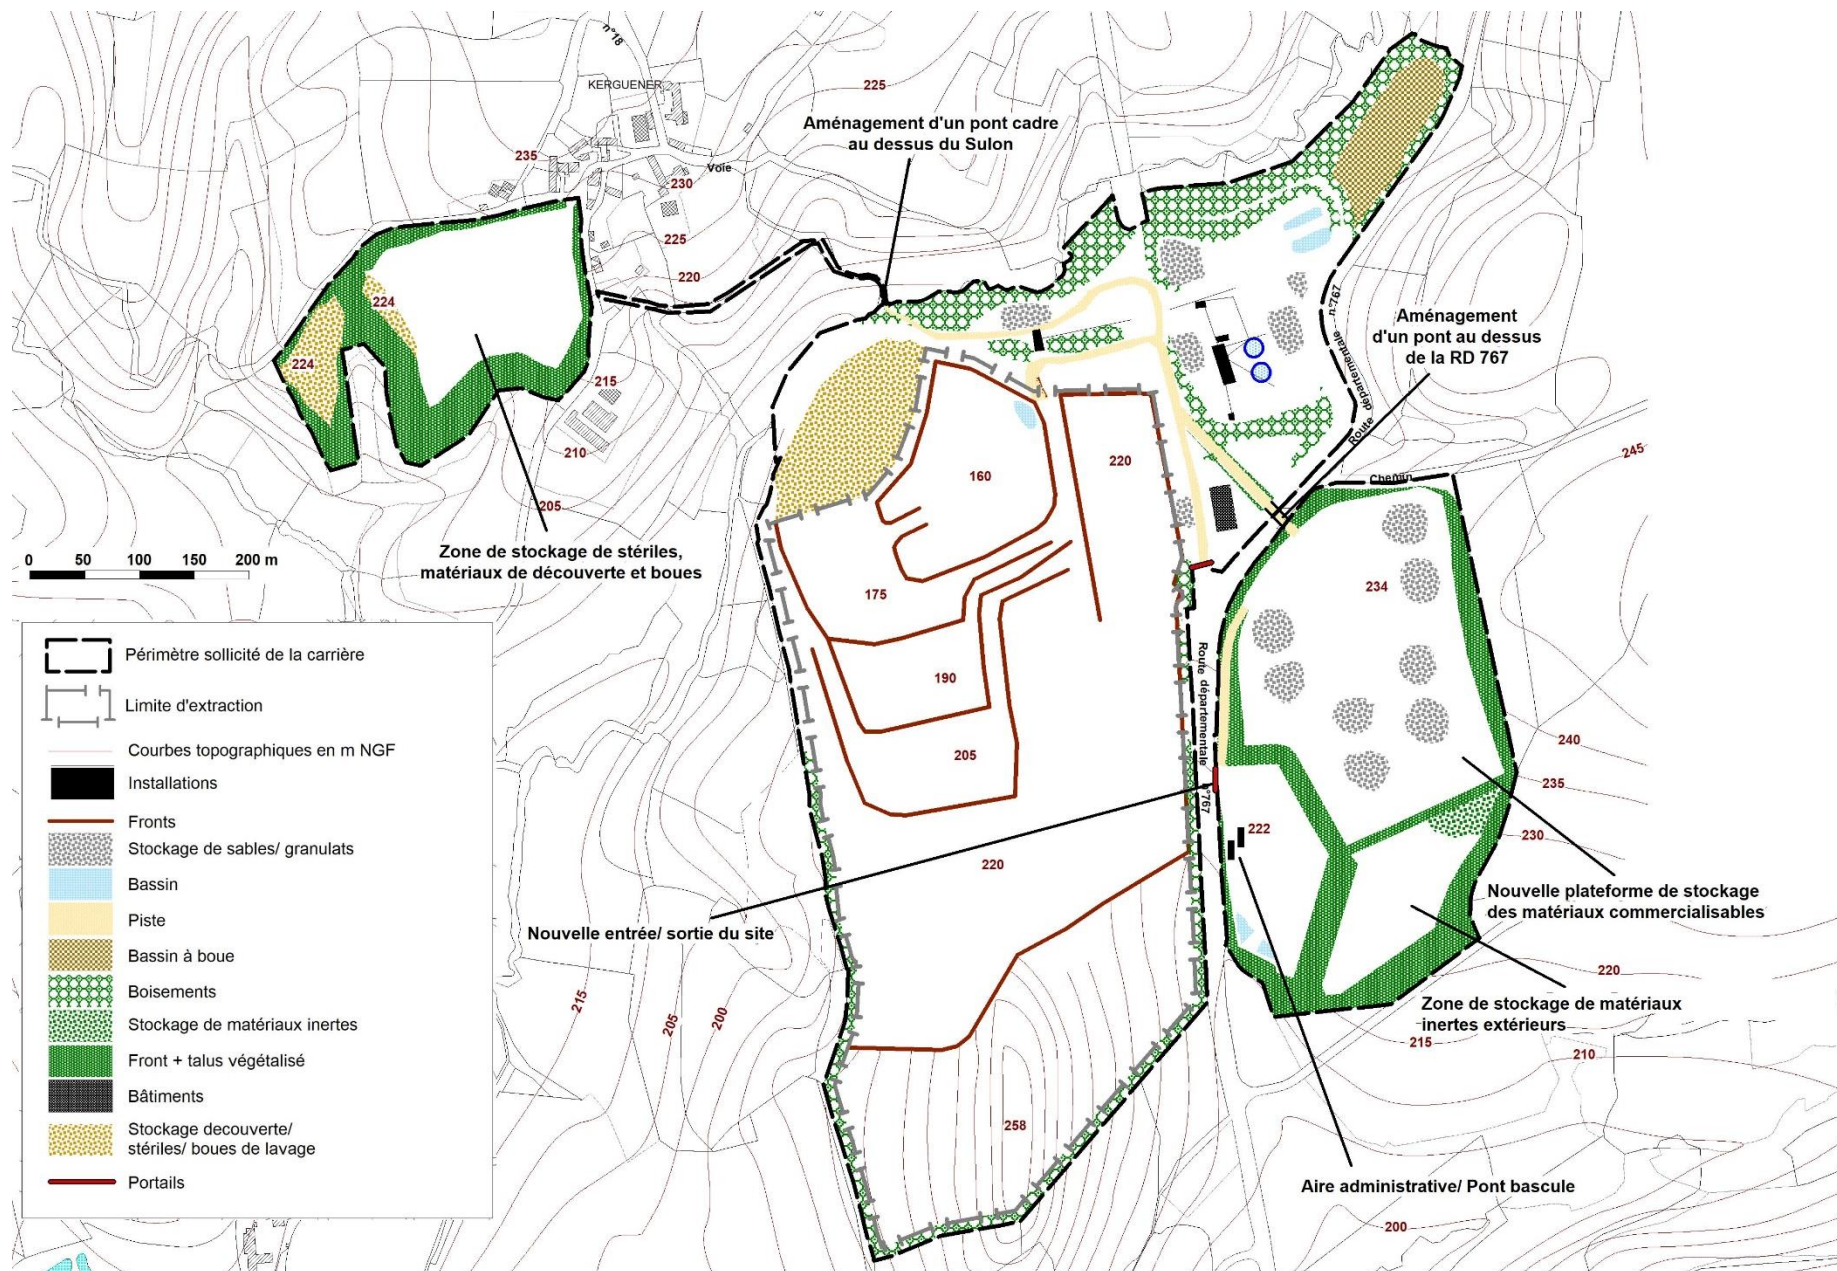 n°18
KERGUENER
225
Aménagement d'un pont cadre
au dessus du Sulon
235
Voie
230
225
220
224
224
215
210
205
Zone de stockage de stériles,
matériaux de découverte et boues
0 50 100 150 200 m
Route départementale n°767
Aménagement
d'un pont au dessus
de la RD 767
Chemin
245
160
220
175
190
205
220
234
Route départementale n°767
222
240
235
230
220
215
210
200
258
215
205
200
Nouvelle entrée/ sortie du site
Nouvelle plateforme de stockage
des matériaux commercialisables
Zone de stockage de matériaux
inertes extérieurs
Aire administrative/ Pont bascule
Périmètre sollicité de la carrière
Limite d'extraction
Courbes topographiques en m NGF
Installations
Fronts
Stockage de sables/ granulats
Bassin
Piste
Bassin à boue
Boisements
Stockage de matériaux inertes
Front + talus végétalisé
Bâtiments
Stockage decouverte/
stériles/ boues de lavage
Portails